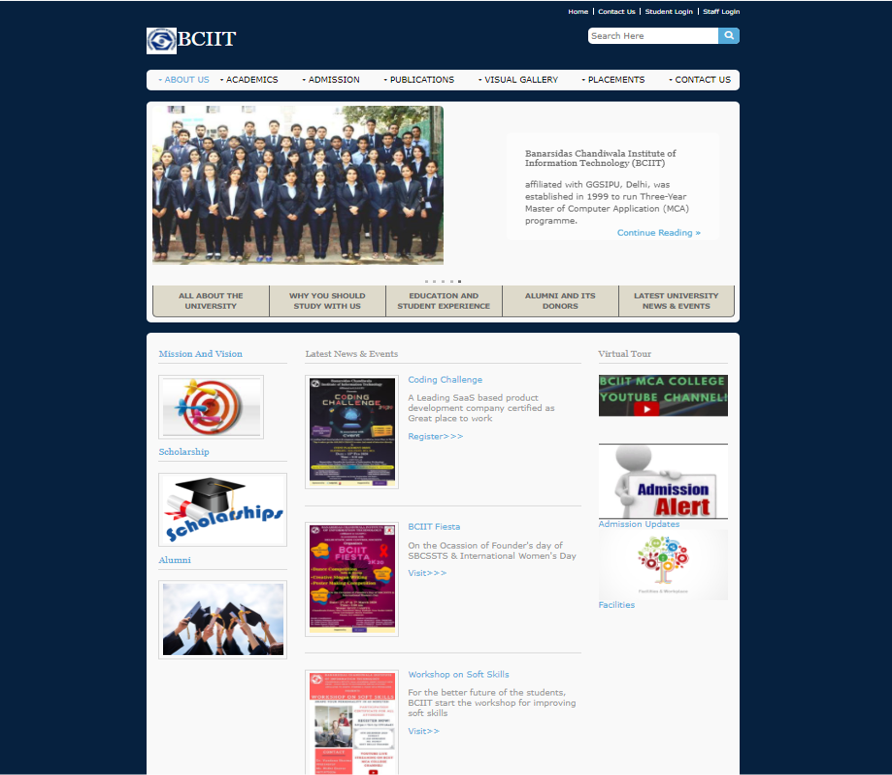 Home | Contact Us | Student Login | Staff Login
BCIIT
Search Here
ABOUT US
ACADEMICS
ADMISSION
PUBLICATIONS
VISUAL GALLERY
PLACEMENTS
CONTACT US
Banarsidas Chandiwala Institute of
Information Technology (BCIIT)
affiliated with GGSIPU, Delhi, was
established in 1999 to run Three-Year
Master of Computer Application (MCA)
programme.
Continue Reading »
ALL ABOUT THE
UNIVERSITY
WHY YOU SHOULD
STUDY WITH US
EDUCATION AND
STUDENT EXPERIENCE
ALUMNI AND ITS
DONORS
LATEST UNIVERSITY
NEWS & EVENTS
Mission And Vision
Scholarship
Scholarships
Alumni
Latest News & Events
CODING
CHALLENGE
Coding Challenge
A Leading SaaS based product
development company certified as
Great place to work
Register>>>
BCIIT
FIESTA
2K20
BCIIT Fiesta
On the Ocassion of Founder's day of
SBCSSTS & International Women's Day
Visit>>>
WORKSHOP ON SOFT SKILLS
CONTACT
Workshop on Soft Skills
For the better future of the students,
BCIIT start the workshop for improving
soft skills
Visit>>
Virtual Tour
BCIIT MCA COLLEGE
YOUTUBE CHANNEL!
Admission
Alert
Admission Updates
Facilities & Workplace
Facilities